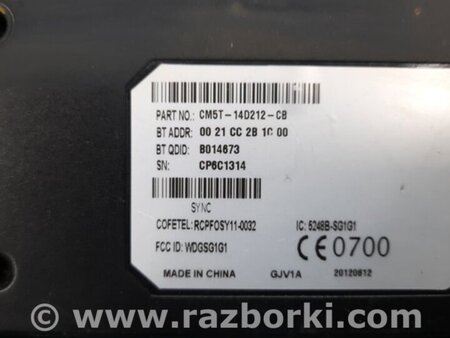 PART NO.: CM5T-14D212-CB
BT ADDR: 00 21 CC 2B 1C 00
BT QDID: B014673
SN: CP6C1314
SYNC
COFETEL: RCPFOSY11-0032 IC: 5248B-SG1G1
FCC ID: WDGSG1G1 CE0700
MADE IN CHINA GJV1A 20120612
© www.razborki.com